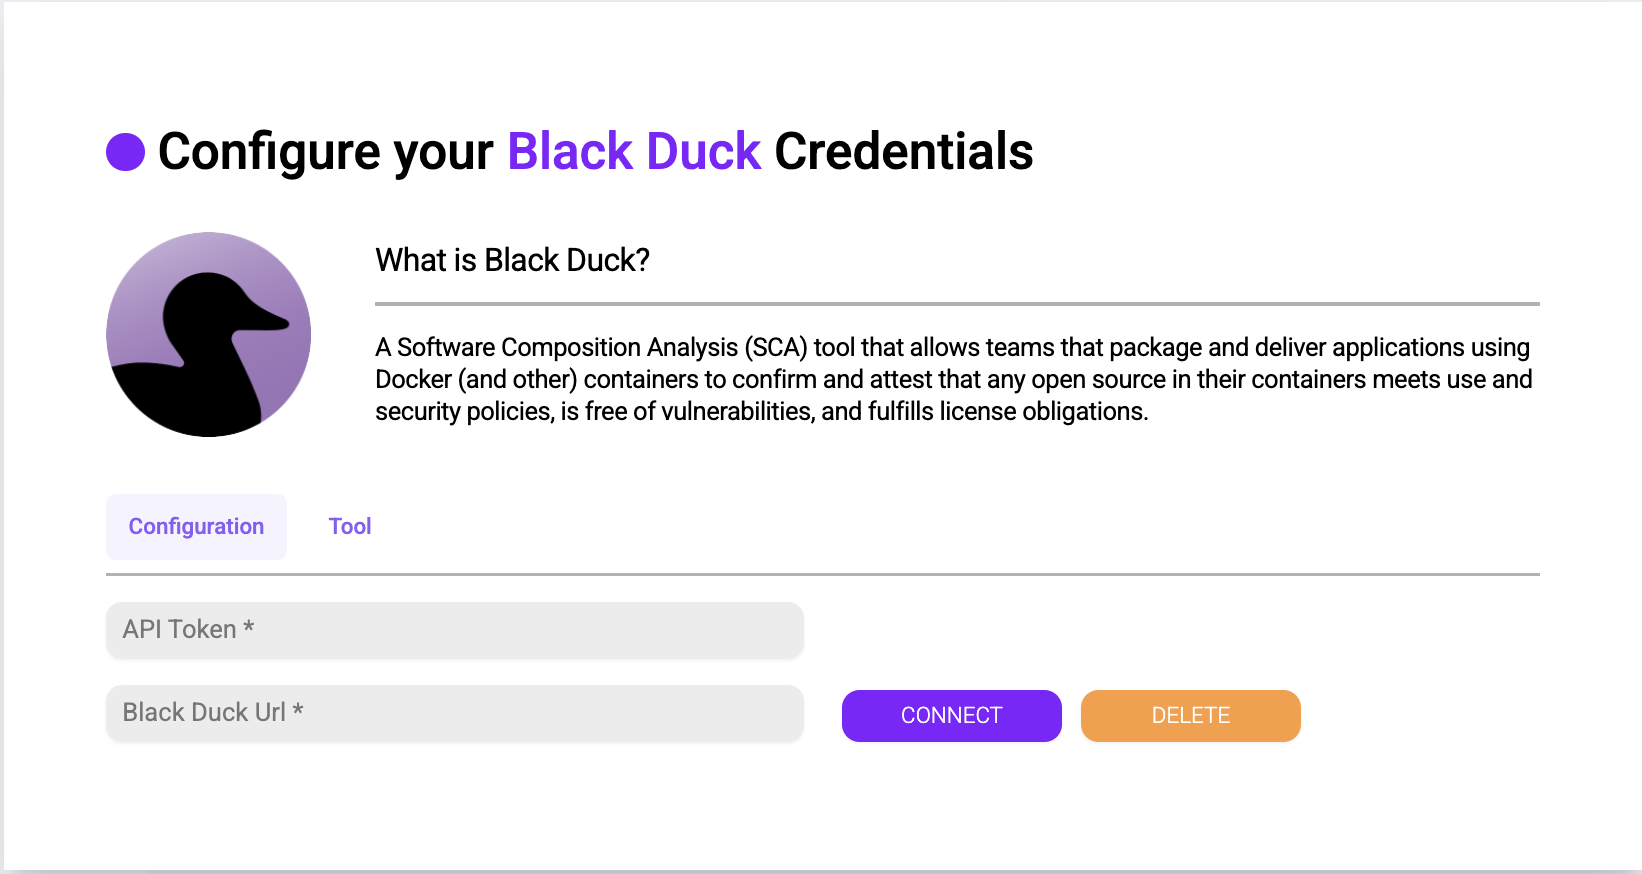 Configure your Black Duck Credentials
What is Black Duck?
A Software Composition Analysis (SCA) tool that allows teams that package and deliver applications using
Docker (and other) containers to confirm and attest that any open source in their containers meets use and
security policies, is free of vulnerabilities, and fulfills license obligations.
Configuration Tool
API Token *
Black Duck Url * CONNECT DELETE